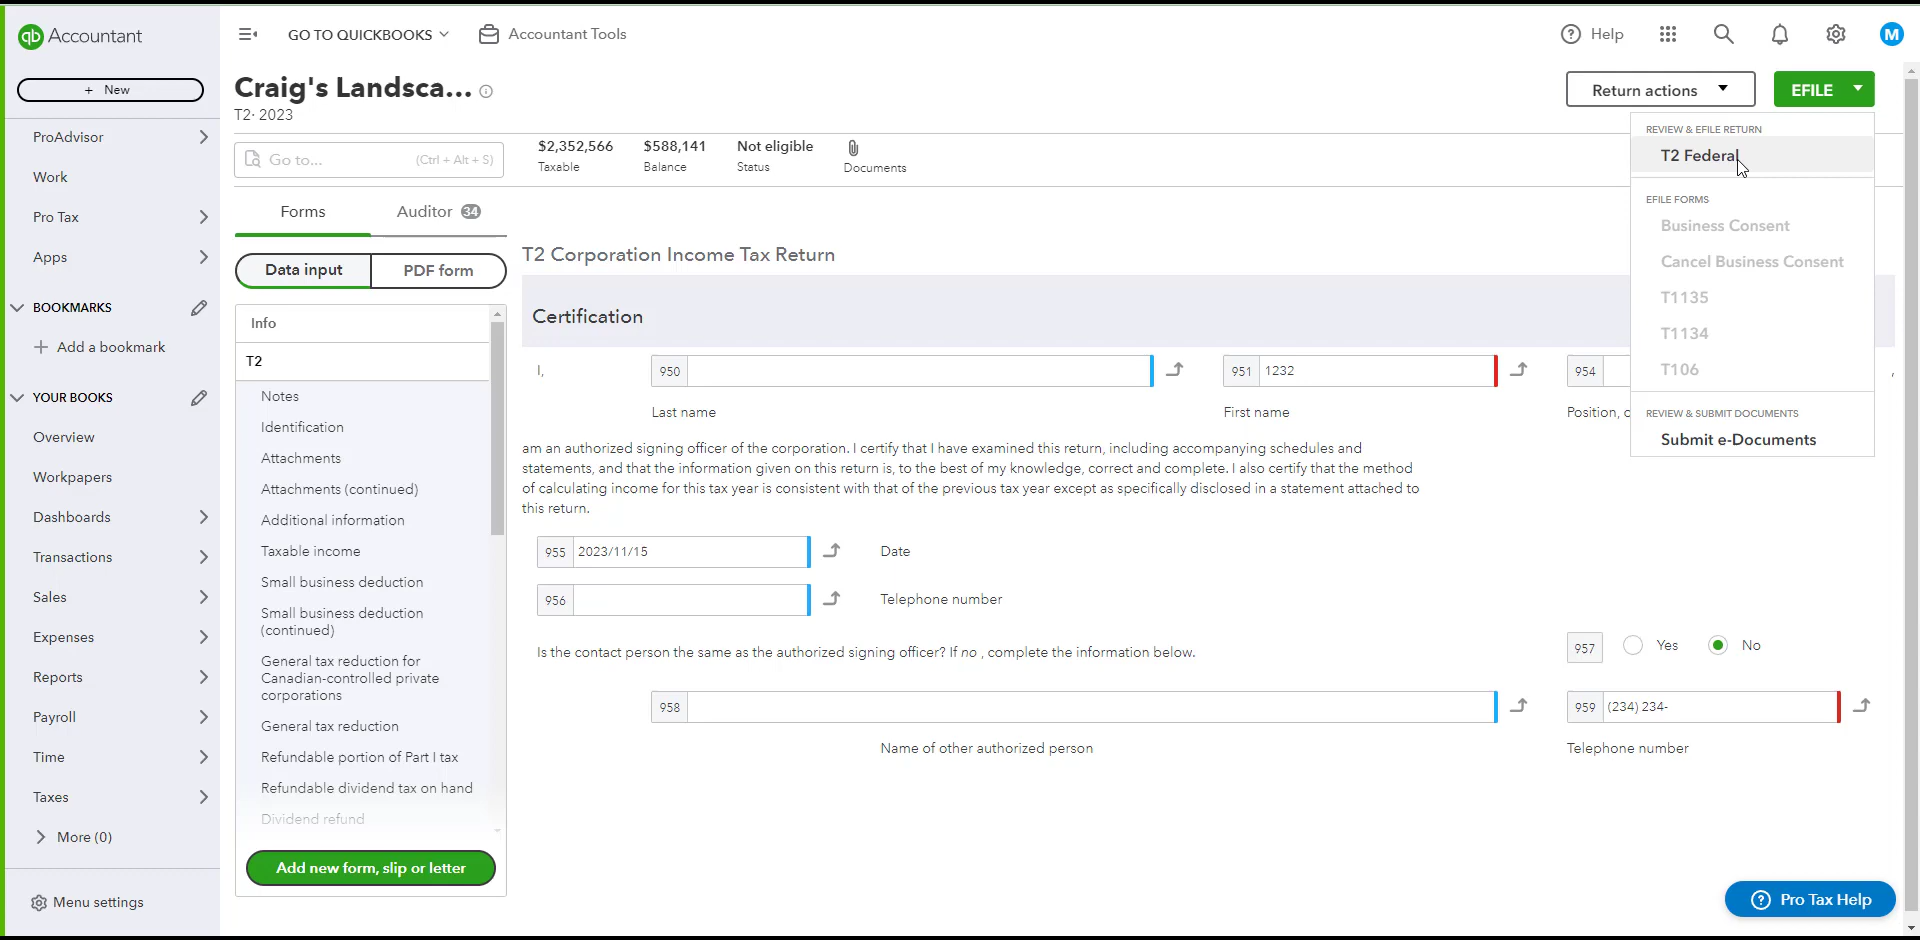 qb Accountant
GO TO QUICKBOOKS
Accountant Tools
Help
M
+ New
Craig's Landsca...
T2· 2023
Return actions
EFILE
ProAdvisor
Work
Pro Tax
Apps
BOOKMARKS
+ Add a bookmark
YOUR BOOKS
Overview
Workpapers
Dashboards
Transactions
Sales
Expenses
Reports
Payroll
Time
Taxes
More (0)
Menu settings
Go to...
(Ctrl + Alt + S)
$2,352,566
Taxable
$588,141
Balance
Not eligible
Status
Documents
Forms
Auditor 34
Data input
PDF form
Info
T2
Notes
Identification
Attachments
Attachments (continued)
Additional information
Taxable income
Small business deduction
Small business deduction
(continued)
General tax reduction for
Canadian-controlled private
corporations
General tax reduction
Refundable portion of Part I tax
Refundable dividend tax on hand
Dividend refund
Add new form, slip or letter
T2 Corporation Income Tax Return
Certification
I,
950
951 1232
954
,
Last name
First name
Position, o
am an authorized signing officer of the corporation. I certify that I have examined this return, including accompanying schedules and
statements, and that the information given on this return is, to the best of my knowledge, correct and complete. I also certify that the method
of calculating income for this tax year is consistent with that of the previous tax year except as specifically disclosed in a statement attached to
this return.
955 2023/11/15
Date
956
Telephone number
Is the contact person the same as the authorized signing officer? If no , complete the information below.
957
Yes
No
958
959 (234) 234-
Name of other authorized person
Telephone number
REVIEW & EFILE RETURN
T2 Federal
EFILE FORMS
Business Consent
Cancel Business Consent
T1135
T1134
T106
REVIEW & SUBMIT DOCUMENTS
Submit e-Documents
Pro Tax Help